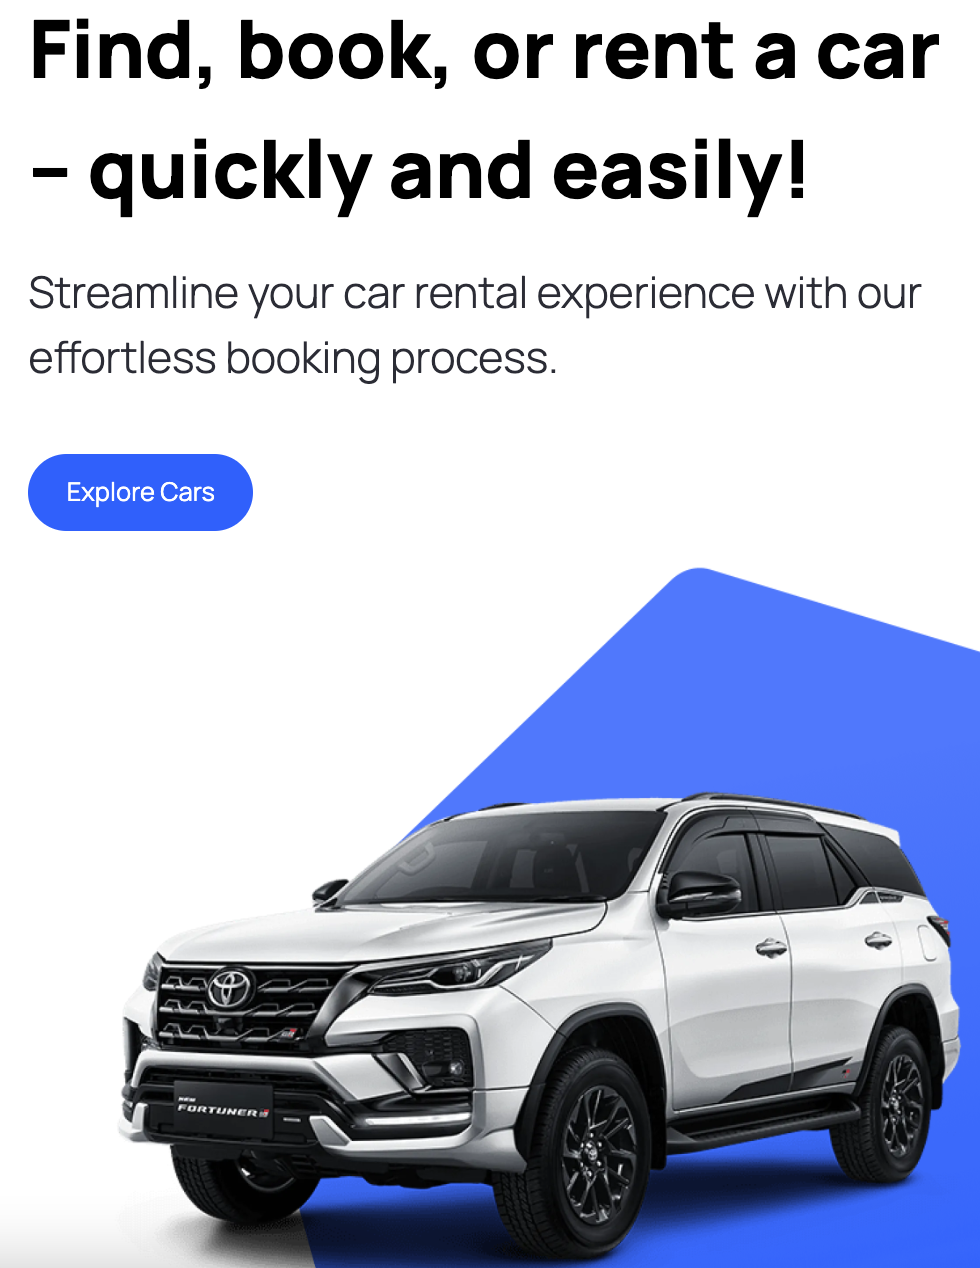 Find, book, or rent a car
– quickly and easily!
Streamline your car rental experience with our
effortless booking process.
Explore Cars
NEW
FORTUNER